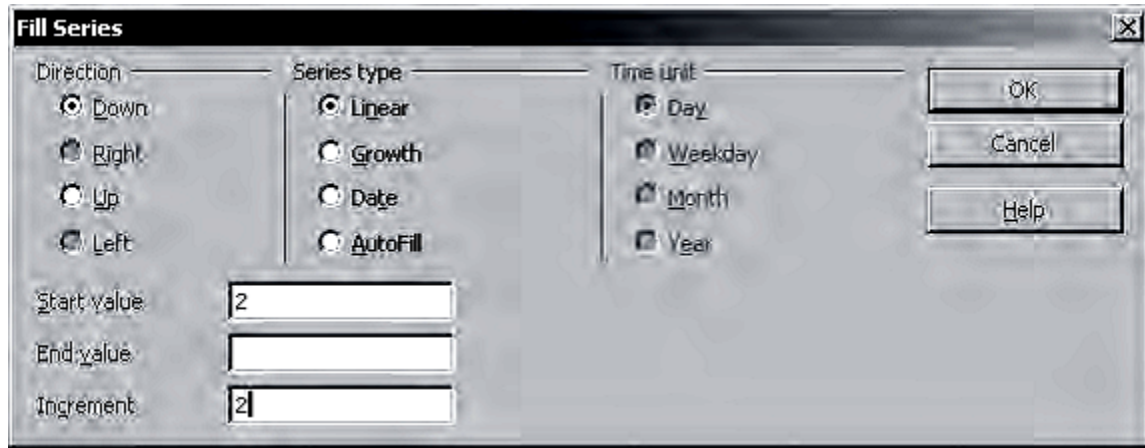 Fill Series
Direction
Down
Right
Up
Left
Series type
Linear
Growth
Date
AutoFill
Time unit
Day
Weekday
Month
Year
OK
Cancel
Help
Start value 2
End value
Increment 2